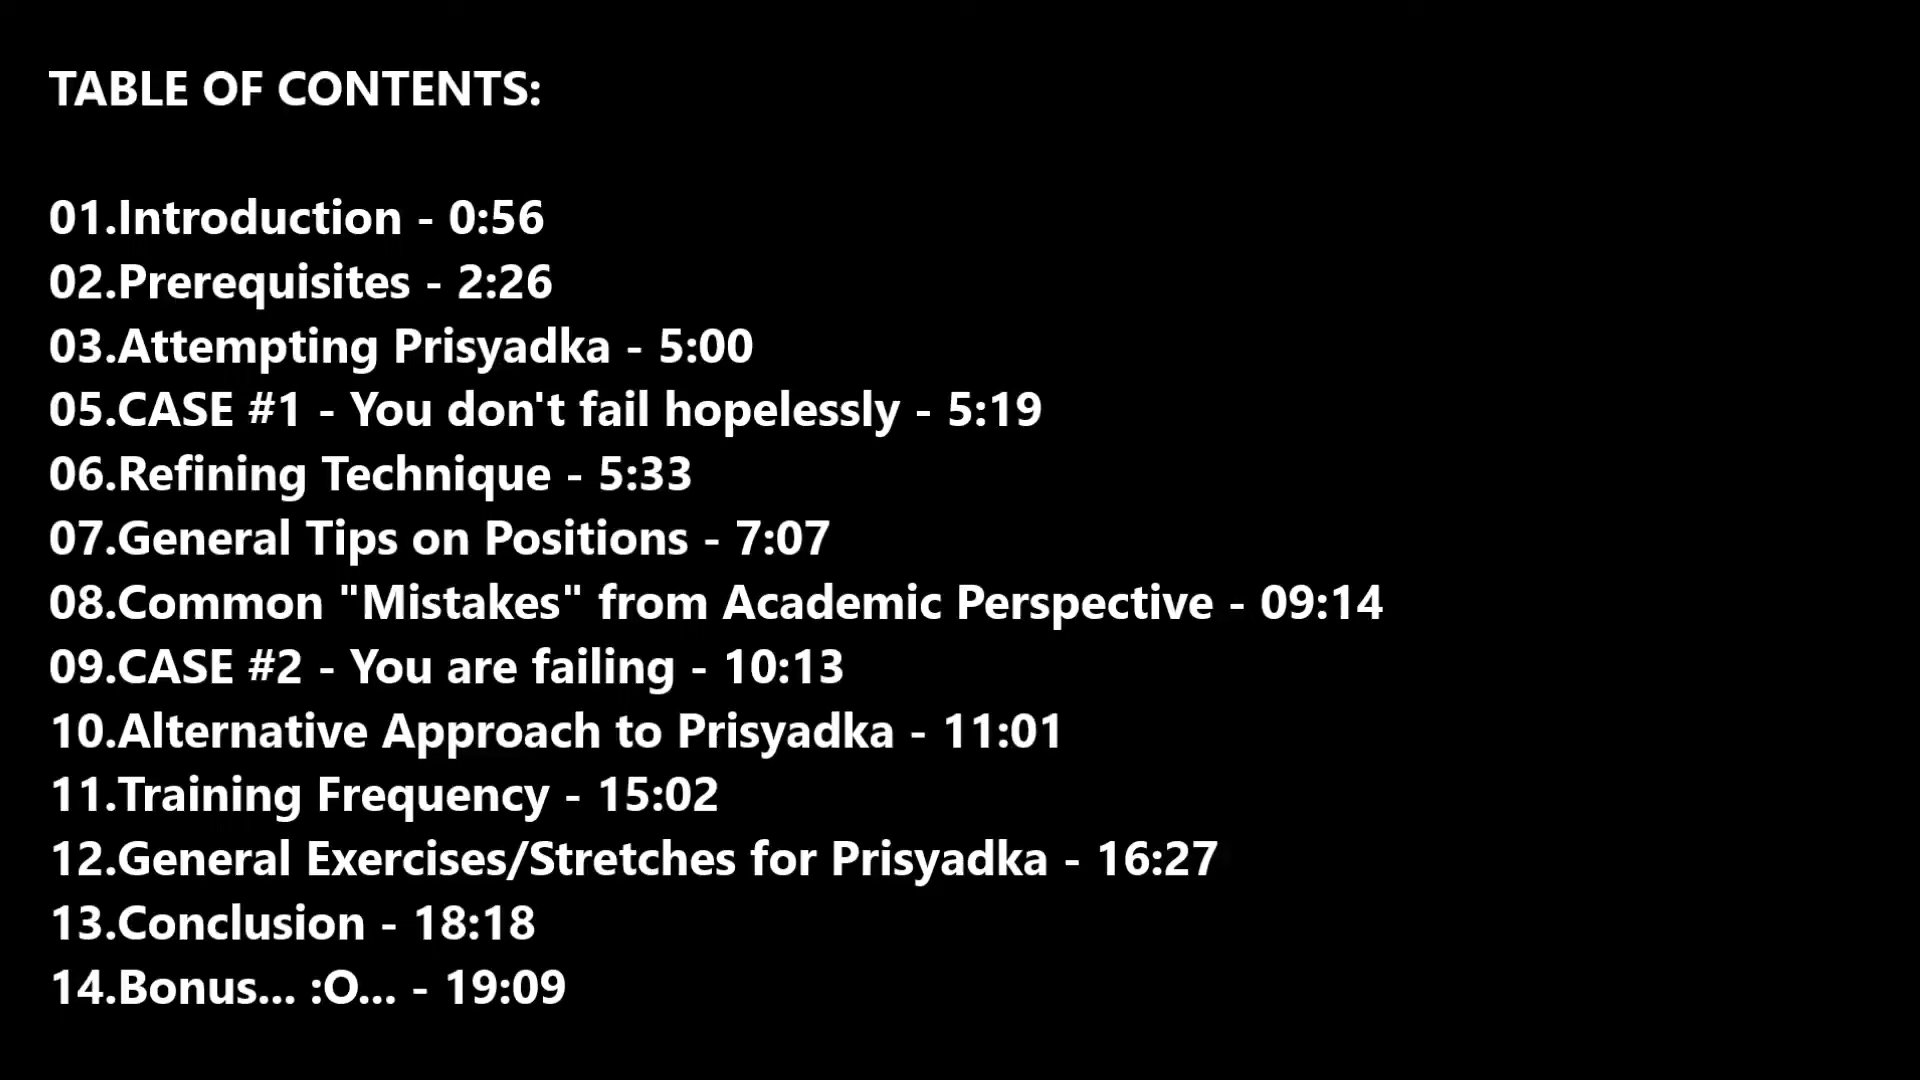 TABLE OF CONTENTS:
01.Introduction - 0:56
02.Prerequisites - 2:26
03.Attempting Prisyadka - 5:00
05.CASE #1 - You don't fail hopelessly - 5:19
06.Refining Technique - 5:33
07.General Tips on Positions - 7:07
08.Common "Mistakes" from Academic Perspective - 09:14
09.CASE #2 - You are failing - 10:13
10.Alternative Approach to Prisyadka - 11:01
11.Training Frequency - 15:02
12.General Exercises/Stretches for Prisyadka - 16:27
13.Conclusion - 18:18
14.Bonus... :O... - 19:09